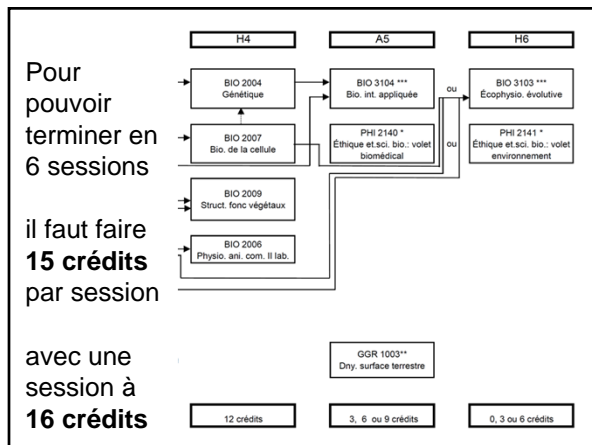 Pour
pouvoir
terminer en
6 sessions
il faut faire
15 crédits
par session
avec une
session à
16 crédits
H4
A5
H6
BIO 2004
Génétique
BIO 3104 ***
Bio. int. appliquée
ou
BIO 3103 ***
Écophysio. évolutive
BIO 2007
Bio. de la cellule
PHI 2140 *
Éthique et.sci. bio.: volet
biomédical
ou
PHI 2141 *
Éthique et.sci. bio.: volet
environnement
BIO 2009
Struct. fonc végétaux
BIO 2006
Physio. ani. com. II lab.
GGR 1003**
Dny. surface terrestre
12 crédits
3, 6 ou 9 crédits
0, 3 ou 6 crédits